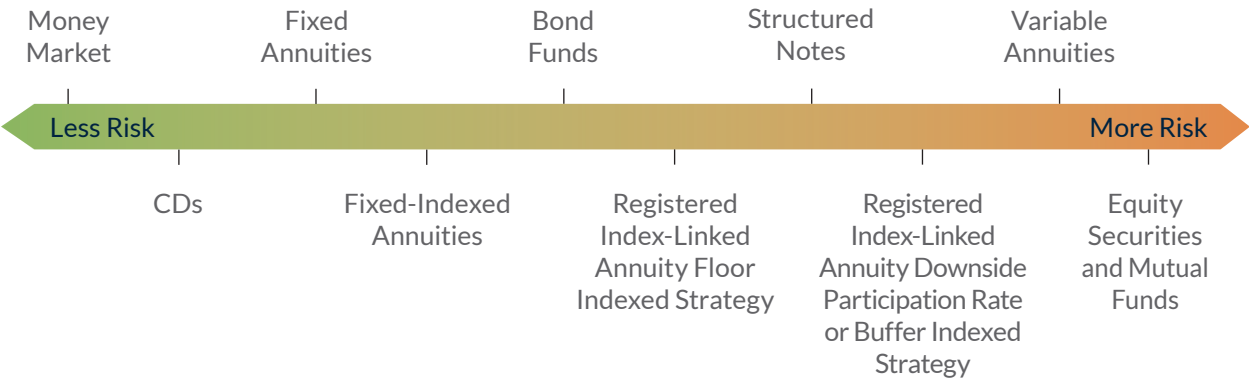 Money
Market
Fixed
Annuities
Bond
Funds
Structured
Notes
Variable
Annuities
Less Risk
More Risk
CDs
Fixed-Indexed
Annuities
Registered
Index-Linked
Annuity Floor
Indexed Strategy
Registered
Index-Linked
Annuity Downside
Participation Rate
or Buffer Indexed
Strategy
Equity
Securities
and Mutual
Funds